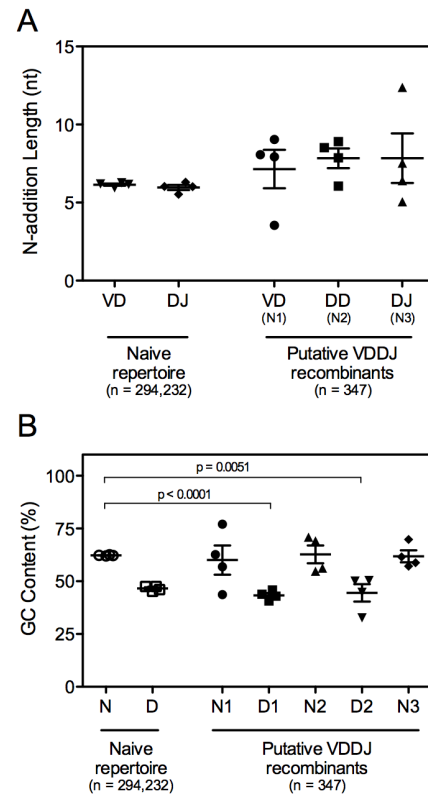 A
N-addition Length (nt)
15
10
5
0
VD DJ VD DD DJ
(N1) (N2) (N3)
Naive
repertoire
(n = 294,232)
Putative VDDJ
recombinants
(n = 347)
B
GC Content (%)
100
75
50
25
0
p = 0.0051
p < 0.0001
N D N1 D1 N2 D2 N3
Naive
repertoire
(n = 294,232)
Putative VDDJ
recombinants
(n = 347)